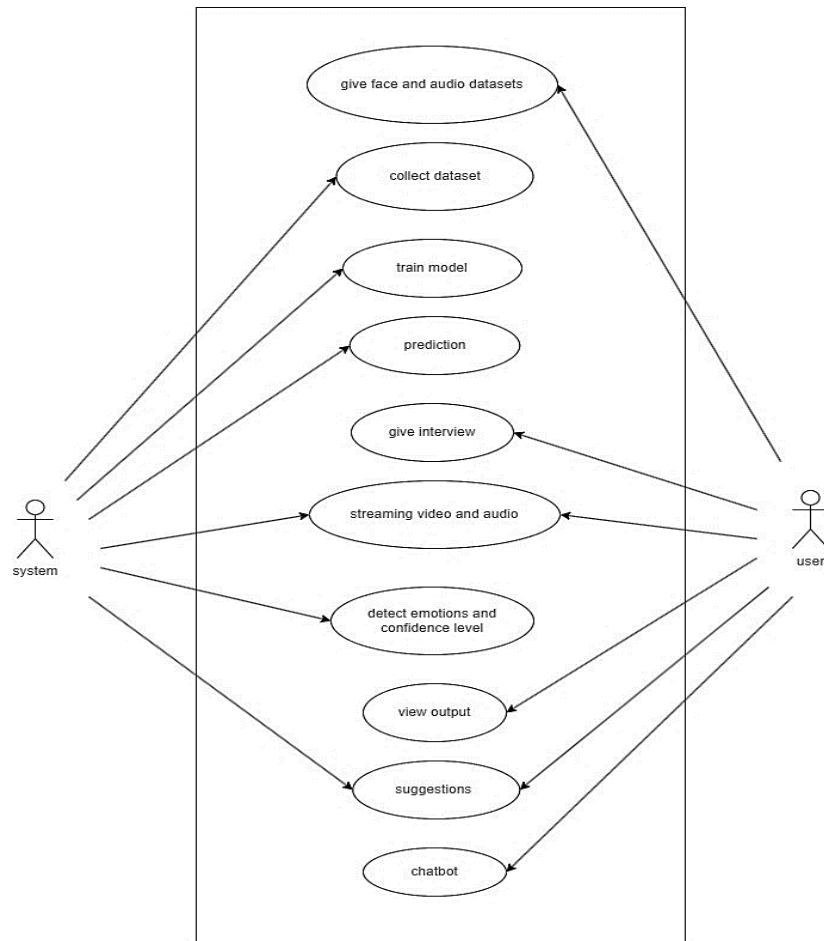 give face and audio datasets
collect dataset
train model
prediction
give interview
streaming video and audio
system
user
detect emotions and
confidence level
view output
suggestions
chatbot